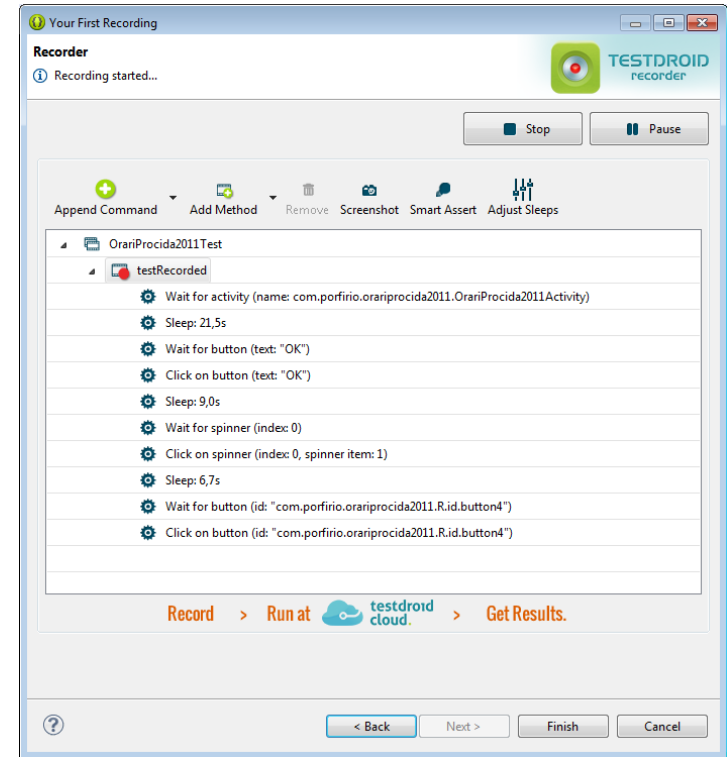 Your First Recording
Recorder
Recording started...
TESTDROID
recorder
Stop
Pause
Append Command
Add Method
Remove
Screenshot
Smart Assert
Adjust Sleeps
OrariProcida2011Test
testRecorded
Wait for activity (name: com.porfirio.orariprocida2011.OrariProcida2011Activity)
Sleep: 21,5s
Wait for button (text: "OK")
Click on button (text: "OK")
Sleep: 9,0s
Wait for spinner (index: 0)
Click on spinner (index: 0, spinner item: 1)
Sleep: 6,7s
Wait for button (id: "com.porfirio.orariprocida2011.R.id.button4")
Click on button (id: "com.porfirio.orariprocida2011.R.id.button4")
Record > Run at testdroid cloud. > Get Results.
? < Back Next > Finish Cancel